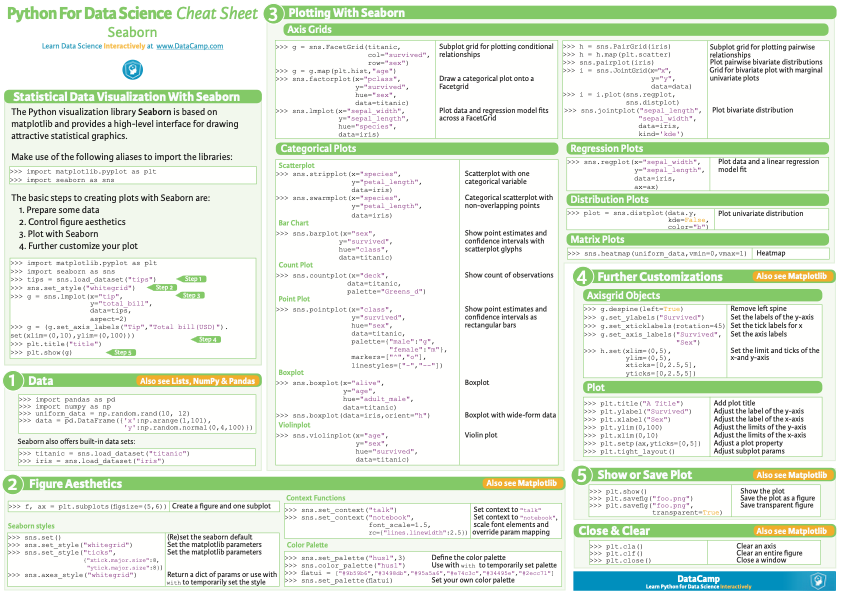 Python For Data Science Cheat Sheet
Seaborn
Learn Data Science Interactively at www.DataCamp.com
Statistical Data Visualization With Seaborn
The Python visualization library Seaborn is based on
matplotlib and provides a high-level interface for drawing
attractive statistical graphics.
Make use of the following aliases to import the libraries:
>>> import matplotlib.pyplot as plt
>>> import seaborn as sns
The basic steps to creating plots with Seaborn are:
1. Prepare some data
2. Control figure aesthetics
3. Plot with Seaborn
4. Further customize your plot
>>> import matplotlib.pyplot as plt
>>> import seaborn as sns
>>> tips = sns.load_dataset("tips") Step 1
>>> sns.set_style("whitegrid") Step 2
>>> g = sns.lmplot(x="tip", Step 3
y="total_bill",
data=tips,
aspect=2)
>>> g = (g.set_axis_labels("Tip","Total bill(USD)").
set(xlim=(0,10),ylim=(0,100)))
Step 4
>>> plt.title("title")
>>> plt.show(g) Step 5
1 Data Also see Lists, NumPy & Pandas
>>> import pandas as pd
>>> import numpy as np
>>> uniform_data = np.random.rand(10, 12)
>>> data = pd.DataFrame({'x':np.arange(1,101),
'y':np.random.normal(0,4,100)})
Seaborn also offers built-in data sets:
>>> titanic = sns.load_dataset("titanic")
>>> iris = sns.load_dataset("iris")
2 Figure Aesthetics Also see Matplotlib
>>> f, ax = plt.subplots(figsize=(5,6)) Create a figure and one subplot
Seaborn styles
>>> sns.set() (Re)set the seaborn default
>>> sns.set_style("whitegrid") Set the matplotlib parameters
>>> sns.set_style("ticks", Set the matplotlib parameters
{"xtick.major.size":8,
"ytick.major.size":8})
>>> sns.axes_style("whitegrid") Return a dict of params or use with
with to temporarily set the style
Context Functions
>>> sns.set_context("talk") Set context to "talk"
>>> sns.set_context("notebook", Set context to "notebook",
font_scale=1.5, scale font elements and
rc={"lines.linewidth":2.5}) override param mapping
Color Palette
>>> sns.set_palette("husl",3) Define the color palette
>>> sns.color_palette("husl") Use with with to temporarily set palette
>>> flatui = ["#9b59b6","#3498db","#95a5a6","#e74c3c","#34495e","#2ecc71"]
>>> sns.set_palette(flatui) Set your own color palette
3 Plotting With Seaborn
Axis Grids
>>> g = sns.FacetGrid(titanic, Subplot grid for plotting conditional
col="survived", relationships
row="sex")
>>> g = g.map(plt.hist,"age")
>>> sns.factorplot(x="pclass", Draw a categorical plot onto a
y="survived", Facetgrid
hue="sex",
data=titanic)
>>> sns.lmplot(x="sepal_width", Plot data and regression model fits
y="sepal_length", across a FacetGrid
hue="species",
data=iris)
>>> h = sns.PairGrid(iris) Subplot grid for plotting pairwise
>>> h = h.map(plt.scatter) relationships
>>> sns.pairplot(iris) Plot pairwise bivariate distributions
>>> i = sns.JointGrid(x="x", Grid for bivariate plot with marginal
y="y", univariate plots
data=data)
>>> i = i.plot(sns.regplot,
sns.distplot)
>>> sns.jointplot("sepal_length", Plot bivariate distribution
"sepal_width",
data=iris,
kind='kde')
Categorical Plots
Scatterplot
>>> sns.stripplot(x="species", Scatterplot with one
y="petal_length", categorical variable
data=iris)
>>> sns.swarmplot(x="species", Categorical scatterplot with
y="petal_length", non-overlapping points
data=iris)
Bar Chart
>>> sns.barplot(x="sex", Show point estimates and
y="survived", confidence intervals with
hue="class", scatterplot glyphs
data=titanic)
Count Plot
>>> sns.countplot(x="deck", Show count of observations
data=titanic,
palette="Greens_d")
Point Plot
>>> sns.pointplot(x="class", Show point estimates and
y="survived", confidence intervals as
hue="sex", rectangular bars
data=titanic,
palette={"male":"g",
"female":"m"},
markers=["^","o"],
linestyles=["-","--"])
Boxplot
>>> sns.boxplot(x="alive", Boxplot
y="age",
hue="adult_male",
data=titanic)
>>> sns.boxplot(data=iris,orient="h") Boxplot with wide-form data
Violinplot
>>> sns.violinplot(x="age", Violin plot
y="sex",
hue="survived",
data=titanic)
Regression Plots
>>> sns.regplot(x="sepal_width", Plot data and a linear regression
y="sepal_length", model fit
data=iris,
ax=ax)
Distribution Plots
>>> plot = sns.distplot(data.y, Plot univariate distribution
kde=False,
color="b")
Matrix Plots
>>> sns.heatmap(uniform_data,vmin=0,vmax=1) Heatmap
4 Further Customizations Also see Matplotlib
Axisgrid Objects
>>> g.despine(left=True) Remove left spine
>>> g.set_ylabels("Survived") Set the labels of the y-axis
>>> g.set_xticklabels(rotation=45) Set the tick labels for x
>>> g.set_axis_labels("Survived", Set the axis labels
"Sex")
>>> h.set(xlim=(0,5), Set the limit and ticks of the
ylim=(0,5), x-and y-axis
xticks=[0,2.5,5],
yticks=[0,2.5,5])
Plot
>>> plt.title("A Title") Add plot title
>>> plt.ylabel("Survived") Adjust the label of the y-axis
>>> plt.xlabel("Sex") Adjust the label of the x-axis
>>> plt.ylim(0,100) Adjust the limits of the y-axis
>>> plt.xlim(0,10) Adjust the limits of the x-axis
>>> plt.setp(ax,yticks=[0,5]) Adjust a plot property
>>> plt.tight_layout() Adjust subplot params
5 Show or Save Plot Also see Matplotlib
>>> plt.show() Show the plot
>>> plt.savefig("foo.png") Save the plot as a figure
>>> plt.savefig("foo.png", Save transparent figure
transparent=True)
Close & Clear Also see Matplotlib
>>> plt.cla() Clear an axis
>>> plt.clf() Clear an entire figure
>>> plt.close() Close a window
DataCamp
Learn Python For Data Science Interactively